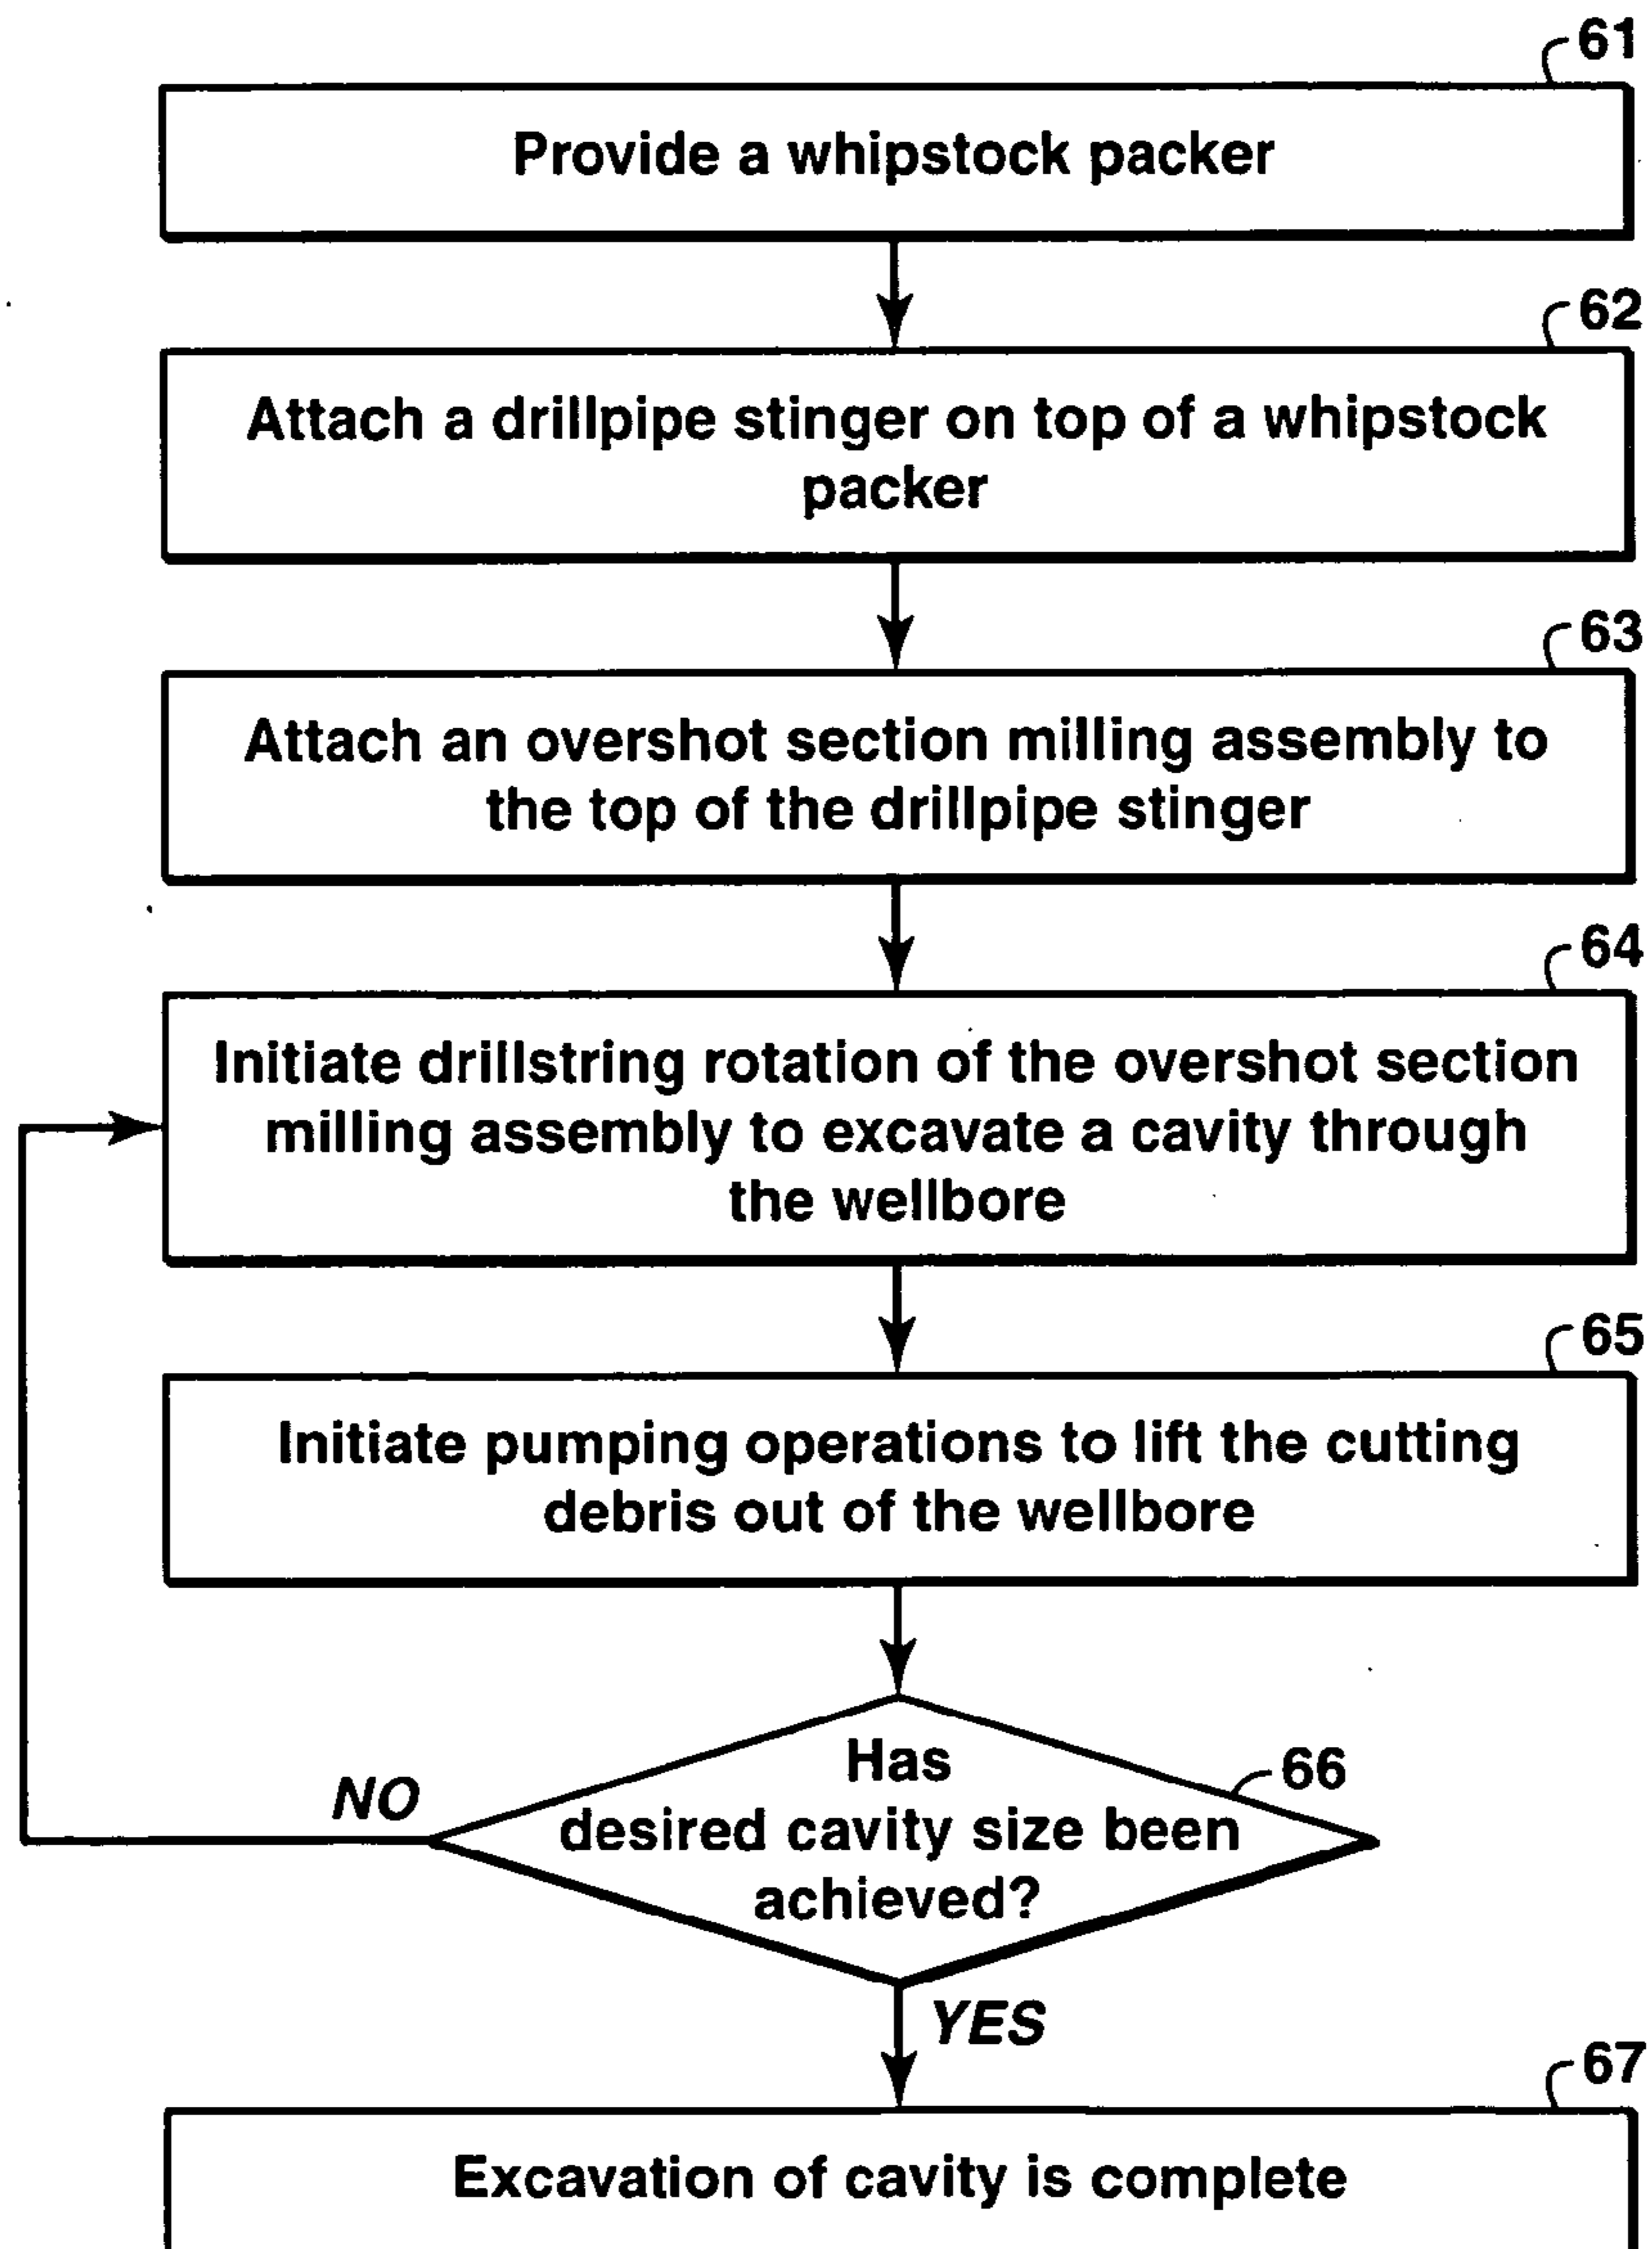 61
Provide a whipstock packer
62
Attach a drillpipe stinger on top of a whipstock
packer
63
Attach an overshot section milling assembly to
the top of the drillpipe stinger
64
Initiate drillstring rotation of the overshot section
milling assembly to excavate a cavity through
the wellbore
65
Initiate pumping operations to lift the cutting
debris out of the wellbore
66
Has
desired cavity size been
achieved?
NO
YES
67
Excavation of cavity is complete